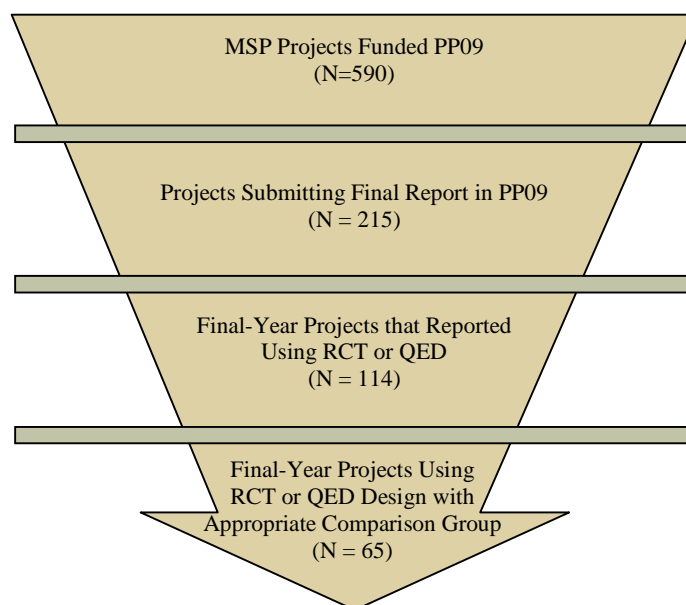 MSP Projects Funded PP09
(N=590)
Projects Submitting Final Report in PP09
(N = 215)
Final-Year Projects that Reported
Using RCT or QED
(N = 114)
Final-Year Projects Using
RCT or QED Design with
Appropriate Comparison Group
(N = 65)